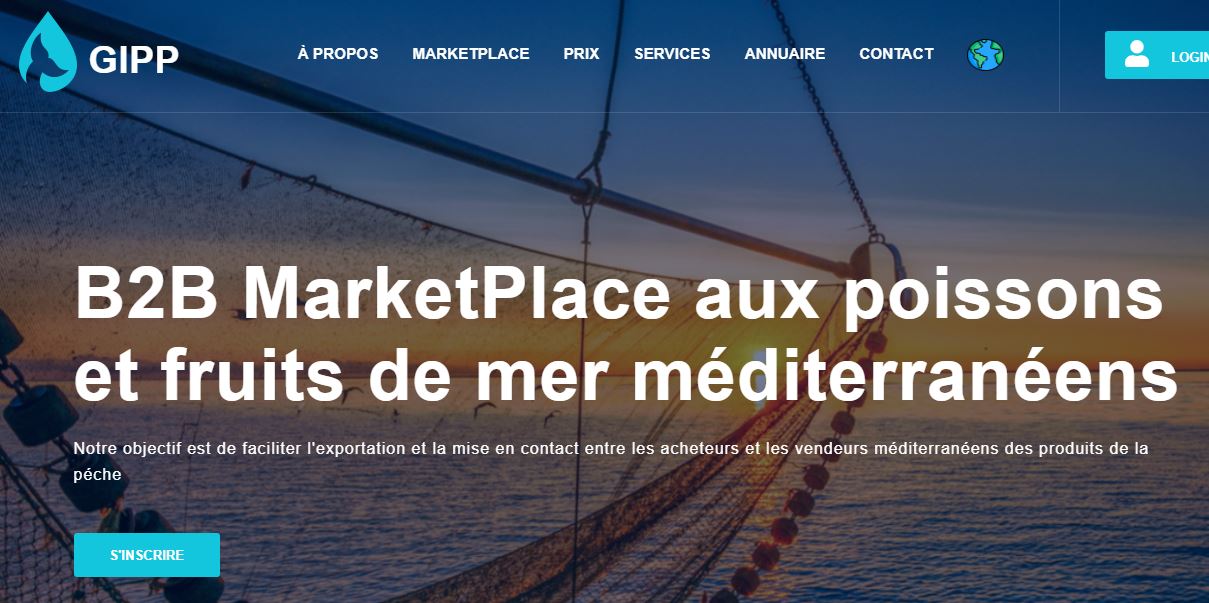 GIPP
À PROPOS MARKETPLACE PRIX SERVICES ANNUAIRE CONTACT
LOGIN
B2B MarketPlace aux poissons
et fruits de mer méditerranéens
Notre objectif est de faciliter l'exportation et la mise en contact entre les acheteurs et les vendeurs méditerranéens des produits de la
péche
S'INSCRIRE